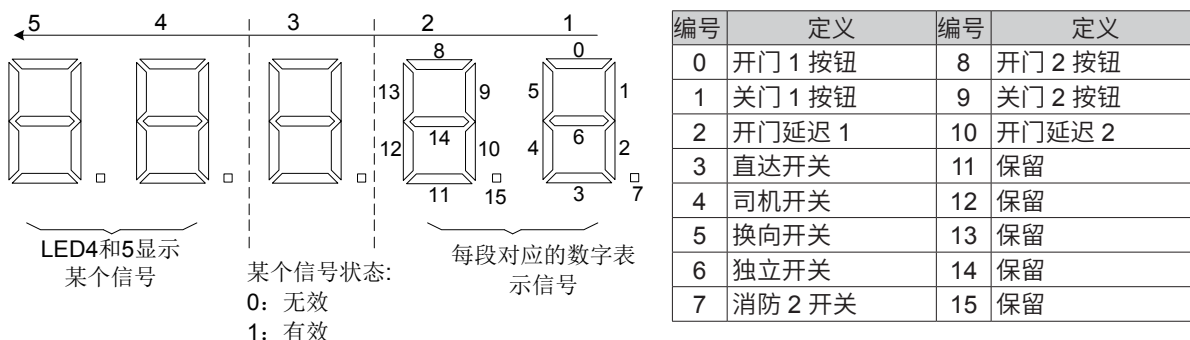 5 4 3 2 1
8 0
13 9 5 1
14 6
12 10 4 2
11 15 3 7
LED4和5显示
某个信号
某个信号状态:
0：无效
1：有效
每段对应的数字表
示信号
编号 定义 编号 定义
0 开门 1 按钮 8 开门 2 按钮
1 关门 1 按钮 9 关门 2 按钮
2 开门延迟 1 10 开门延迟 2
3 直达开关 11 保留
4 司机开关 12 保留
5 换向开关 13 保留
6 独立开关 14 保留
7 消防 2 开关 15 保留